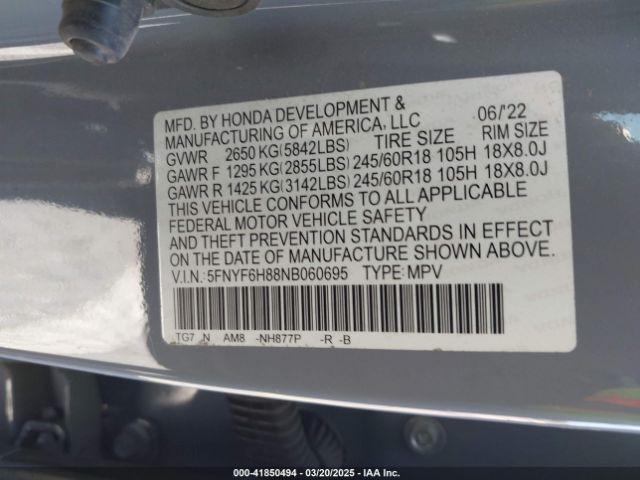 MFD. BY HONDA DEVELOPMENT &
MANUFACTURING OF AMERICA, LLC 06/'22
GVWR 2650 KG(5842LBS) TIRE SIZE RIM SIZE
GAWR F 1295 KG(2855LBS) 245/60R18 105H 18X8.0J
GAWR R 1425 KG(3142LBS) 245/60R18 105H 18X8.0J
THIS VEHICLE CONFORMS TO ALL APPLICABLE
FEDERAL MOTOR VEHICLE SAFETY
AND THEFT PREVENTION STANDARDS IN EFFECT
ON THE DATE OF MANUFACTURE SHOWN ABOVE.
V.I.N.: 5FNYF6H88NB060695 TYPE: MPV
TG7 N AM8 -NH877P -R -B
000-41850494 — 03/20/2025 — IAA Inc.